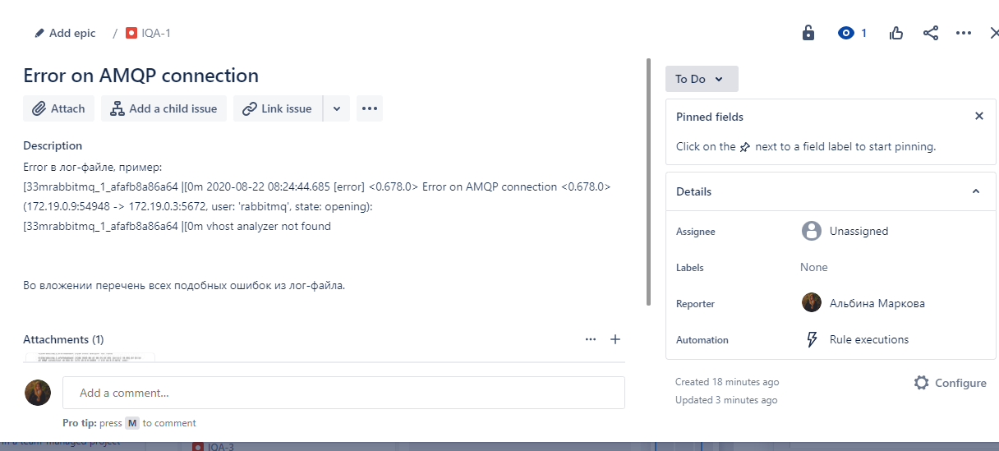 Add epic / IQA-1
1
Error on AMQP connection
Attach
Add a child issue
Link issue
Description
Error в лог-файле, пример:
[33mrabbitmq_1_afafb8a86a64 |[0m 2020-08-22 08:24:44.685 [error] <0.678.0> Error on AMQP connection <0.678.0>
(172.19.0.9:54948 -> 172.19.0.3:5672, user: 'rabbitmq', state: opening):
[33mrabbitmq_1_afafb8a86a64 |[0m vhost analyzer not found
Во вложении перечень всех подобных ошибок из лог-файла.
Attachments (1)
Add a comment...
Pro tip: press M to comment
To Do
Pinned fields
Click on the next to a field label to start pinning.
Details
Assignee
Unassigned
Labels
None
Reporter
Альбина Маркова
Automation
Rule executions
Created 18 minutes ago
Updated 3 minutes ago
Configure
in a team-managed project
IQA-3